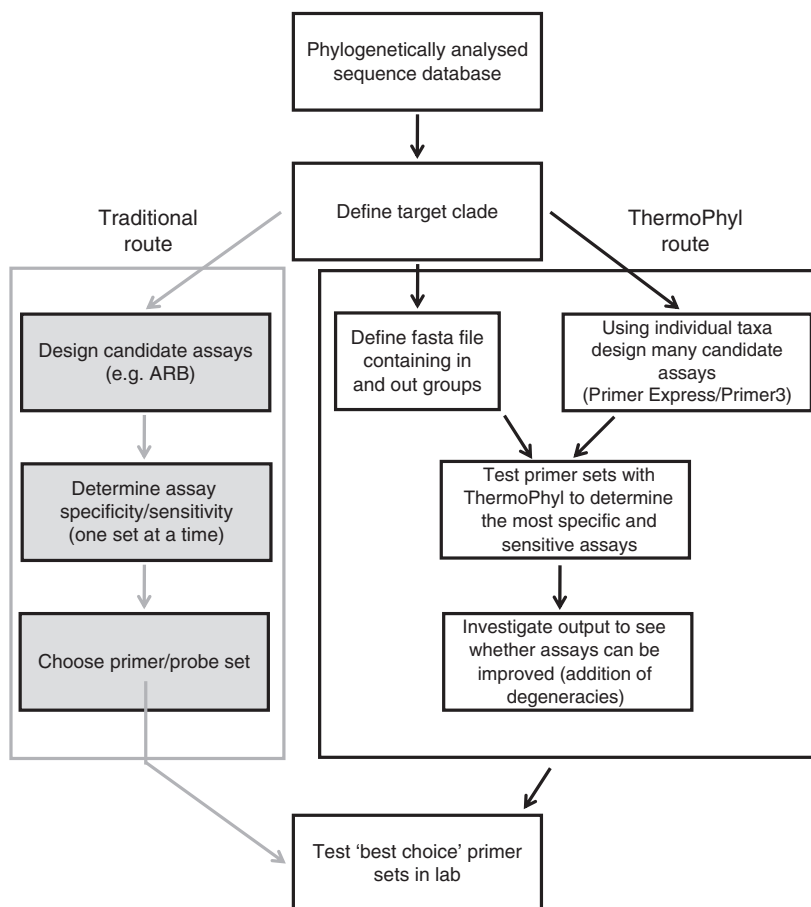 Phylogenetically analysed
sequence database
Define target clade
Traditional
route
ThermoPhyl
route
Design candidate assays
(e.g. ARB)
Determine assay
specificity/sensitivity
(one set at a time)
Choose primer/probe set
Define fasta file
containing in
and out groups
Using individual taxa
design many candidate
assays
(Primer Express/Primer3)
Test primer sets with
ThermoPhyl to determine
the most specific and
sensitive assays
Investigate output to see
whether assays can be
improved (addition of
degeneracies)
Test ‘best choice’ primer
sets in lab